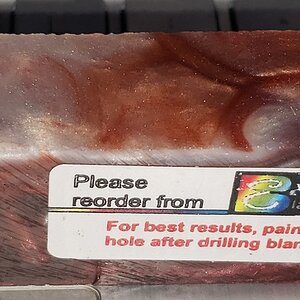 Please
reorder from
For best results, pain
hole after drilling blan